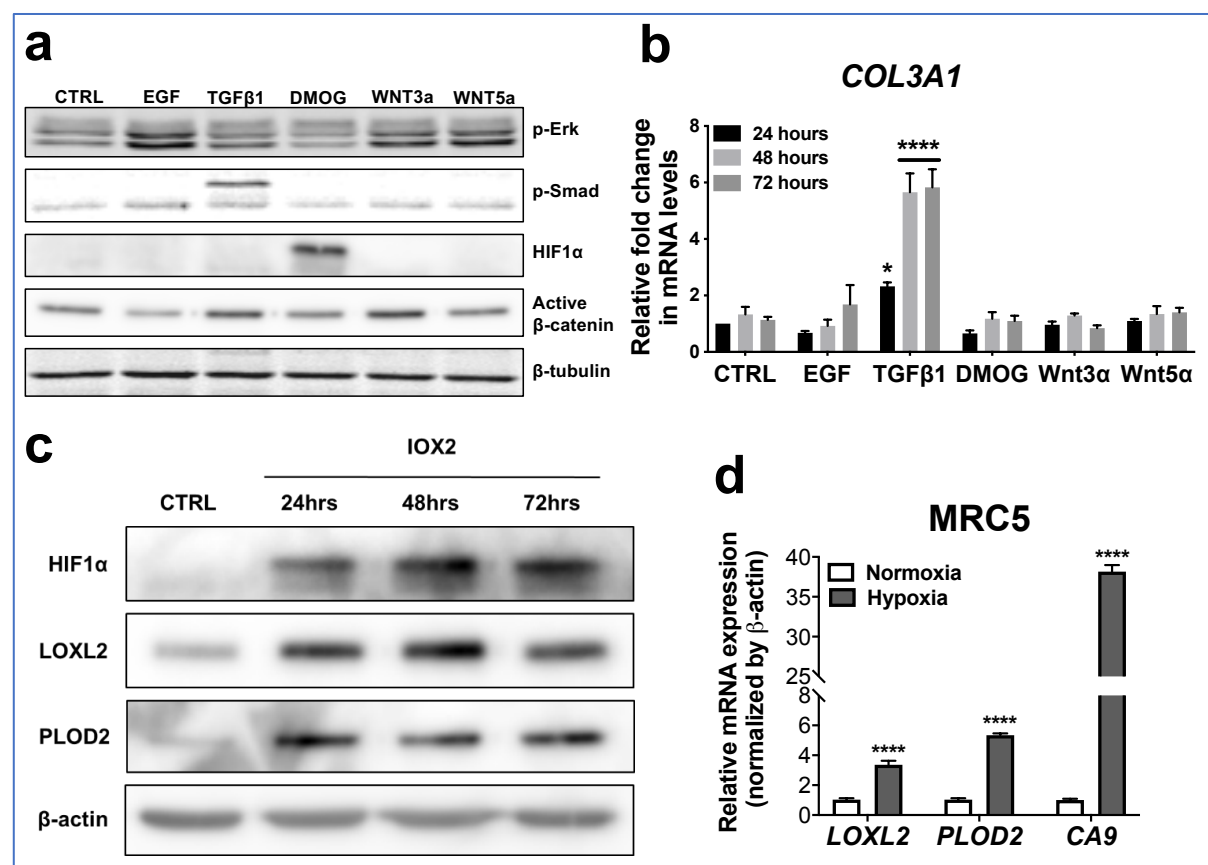 a
CTRL EGF TGFβ1 DMOG WNT3a WNT5a
p-Erk
p-Smad
HIF1α
Active
β-catenin
β-tubulin
b
COL3A1
Relative fold change
in mRNA levels
8
6
4
2
0
24 hours
48 hours
72 hours
*
****
CTRL EGF TGFβ1 DMOG Wnt3α Wnt5α
c
IOX2
CTRL 24hrs 48hrs 72hrs
HIF1α
LOXL2
PLOD2
β-actin
d
MRC5
Relative mRNA expression
(normalized by β-actin)
40
35
30
25
8
6
4
2
0
Normoxia
Hypoxia
****
****
****
LOXL2 PLOD2 CA9